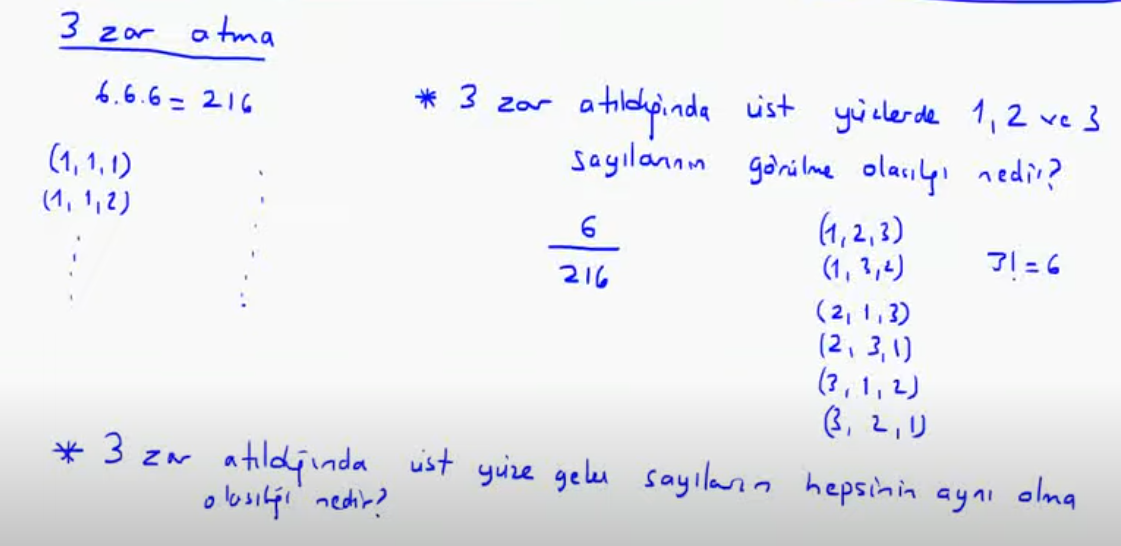 3 zar atma
6.6.6 = 216
(1, 1, 1)
(1, 1, 2)
* 3 zar atıldığında üst yüzlerde 1, 2 ve 3
sayılarının görülme olasılığı nedir?
6
216
(1, 2, 3)
(1, 3, 2)
(2, 1, 3)
(2, 3, 1)
(3, 1, 2)
(3, 2, 1)
3! = 6
* 3 zar atıldığında üst yüze gelen sayıların hepsinin aynı olma
olasılığı nedir?